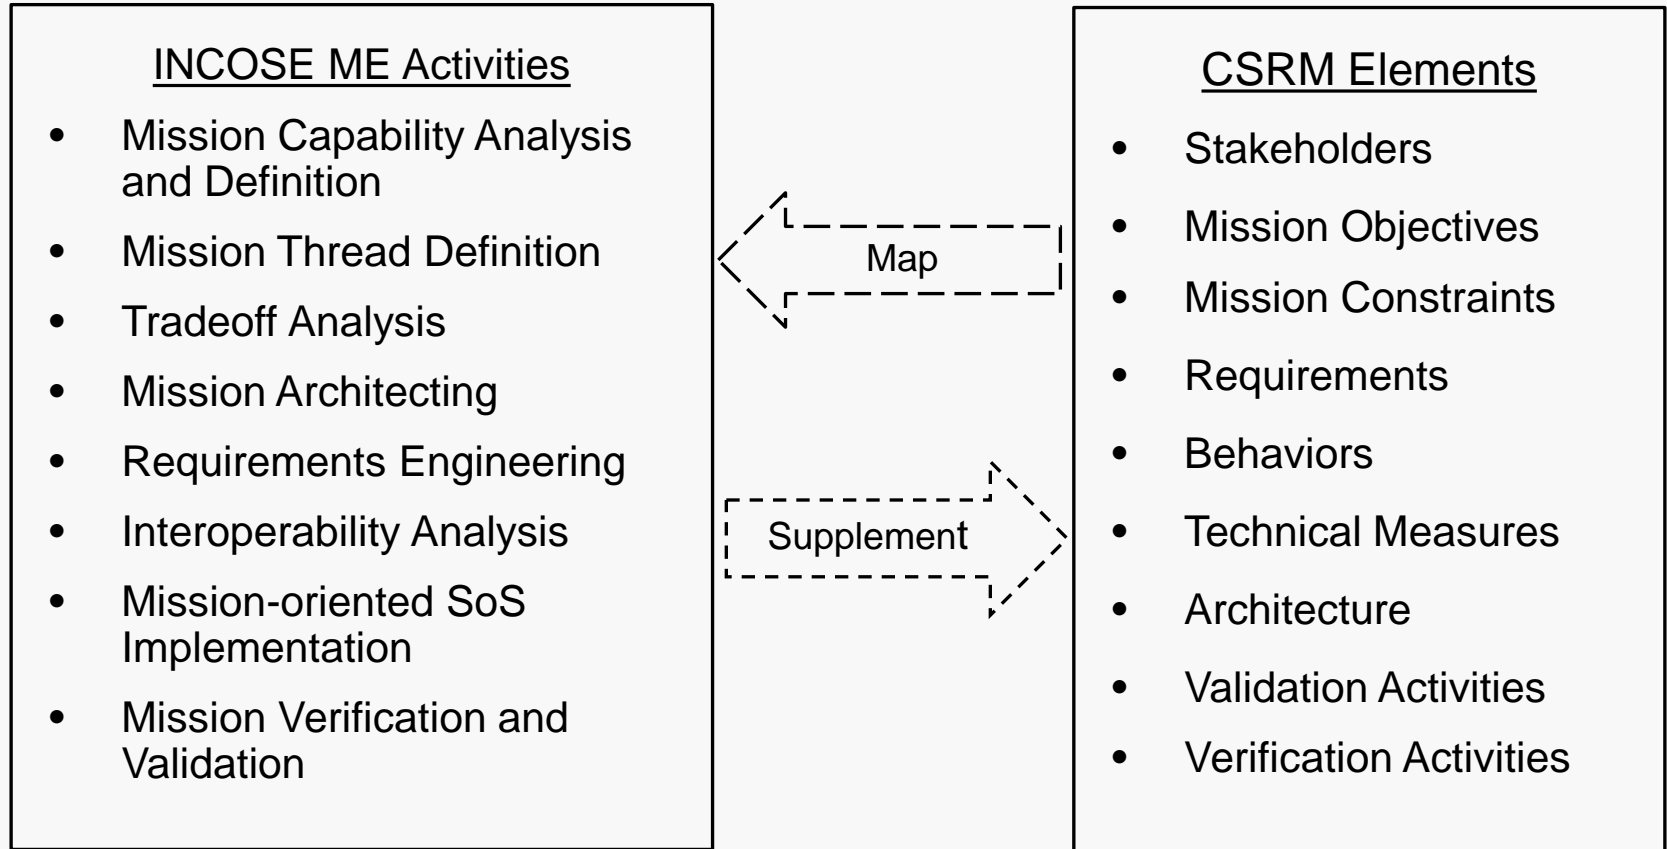 INCOSE ME Activities
• Mission Capability Analysis
and Definition
• Mission Thread Definition
• Tradeoff Analysis
• Mission Architecting
• Requirements Engineering
• Interoperability Analysis
• Mission-oriented SoS
Implementation
• Mission Verification and
Validation
Map
Supplement
CSRM Elements
• Stakeholders
• Mission Objectives
• Mission Constraints
• Requirements
• Behaviors
• Technical Measures
• Architecture
• Validation Activities
• Verification Activities